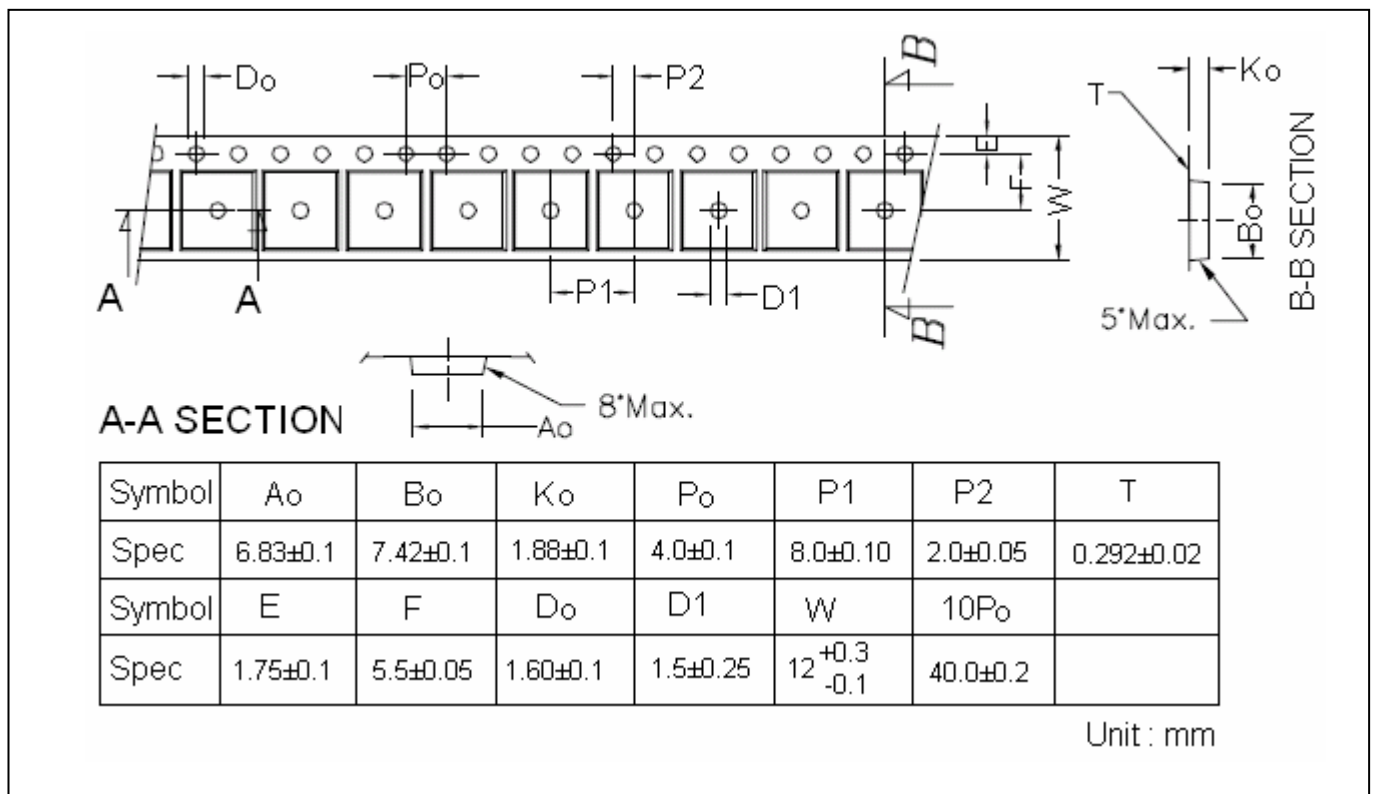 Do
Po
P2
B
Ko
T
E
F
W
Bo
B-B SECTION
A
A
P1
D1
B
5°Max.
8°Max.
A-A SECTION
Ao
Symbol Ao Bo Ko Po P1 P2 T
Spec 6.83±0.1 7.42±0.1 1.88±0.1 4.0±0.1 8.0±0.10 2.0±0.05 0.292±0.02
Symbol E F Do D1 W 10Po
Spec 1.75±0.1 5.5±0.05 1.60±0.1 1.5±0.25 12 +0.3 -0.1 40.0±0.2
Unit : mm